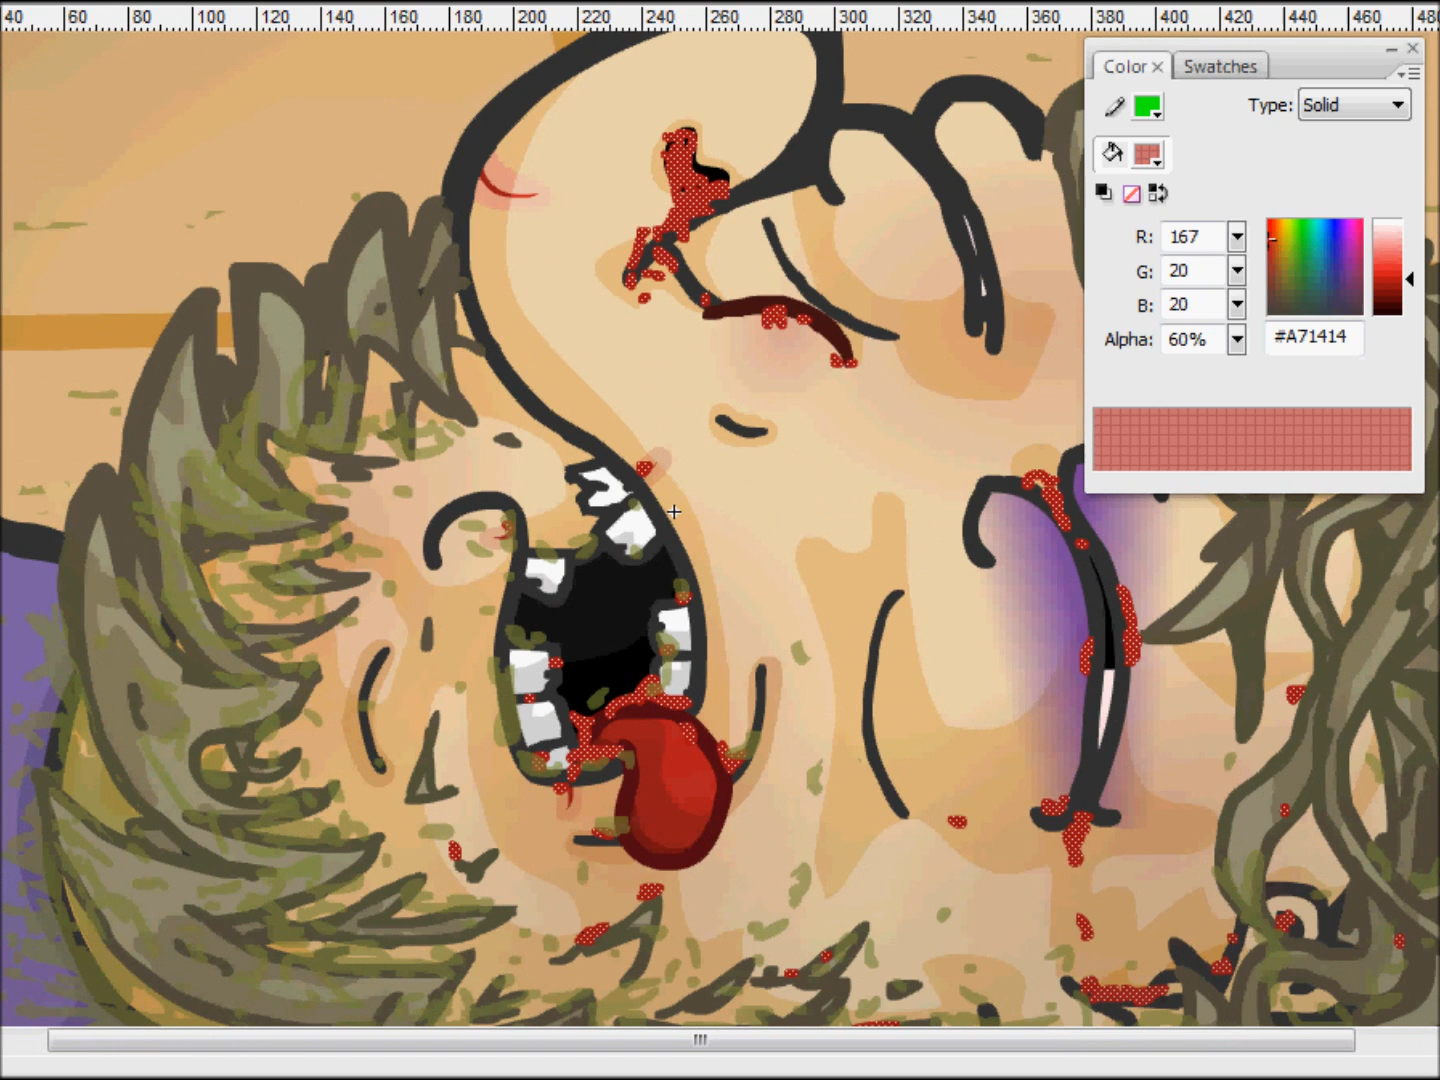 40 60 80 100 120 140 160 180 200 220 240 260 280 300 320 340 360 380 400 420 440 460 480
Color Swatches
Type: Solid
R: 167
G: 20
B: 20
Alpha: 60% #A71414